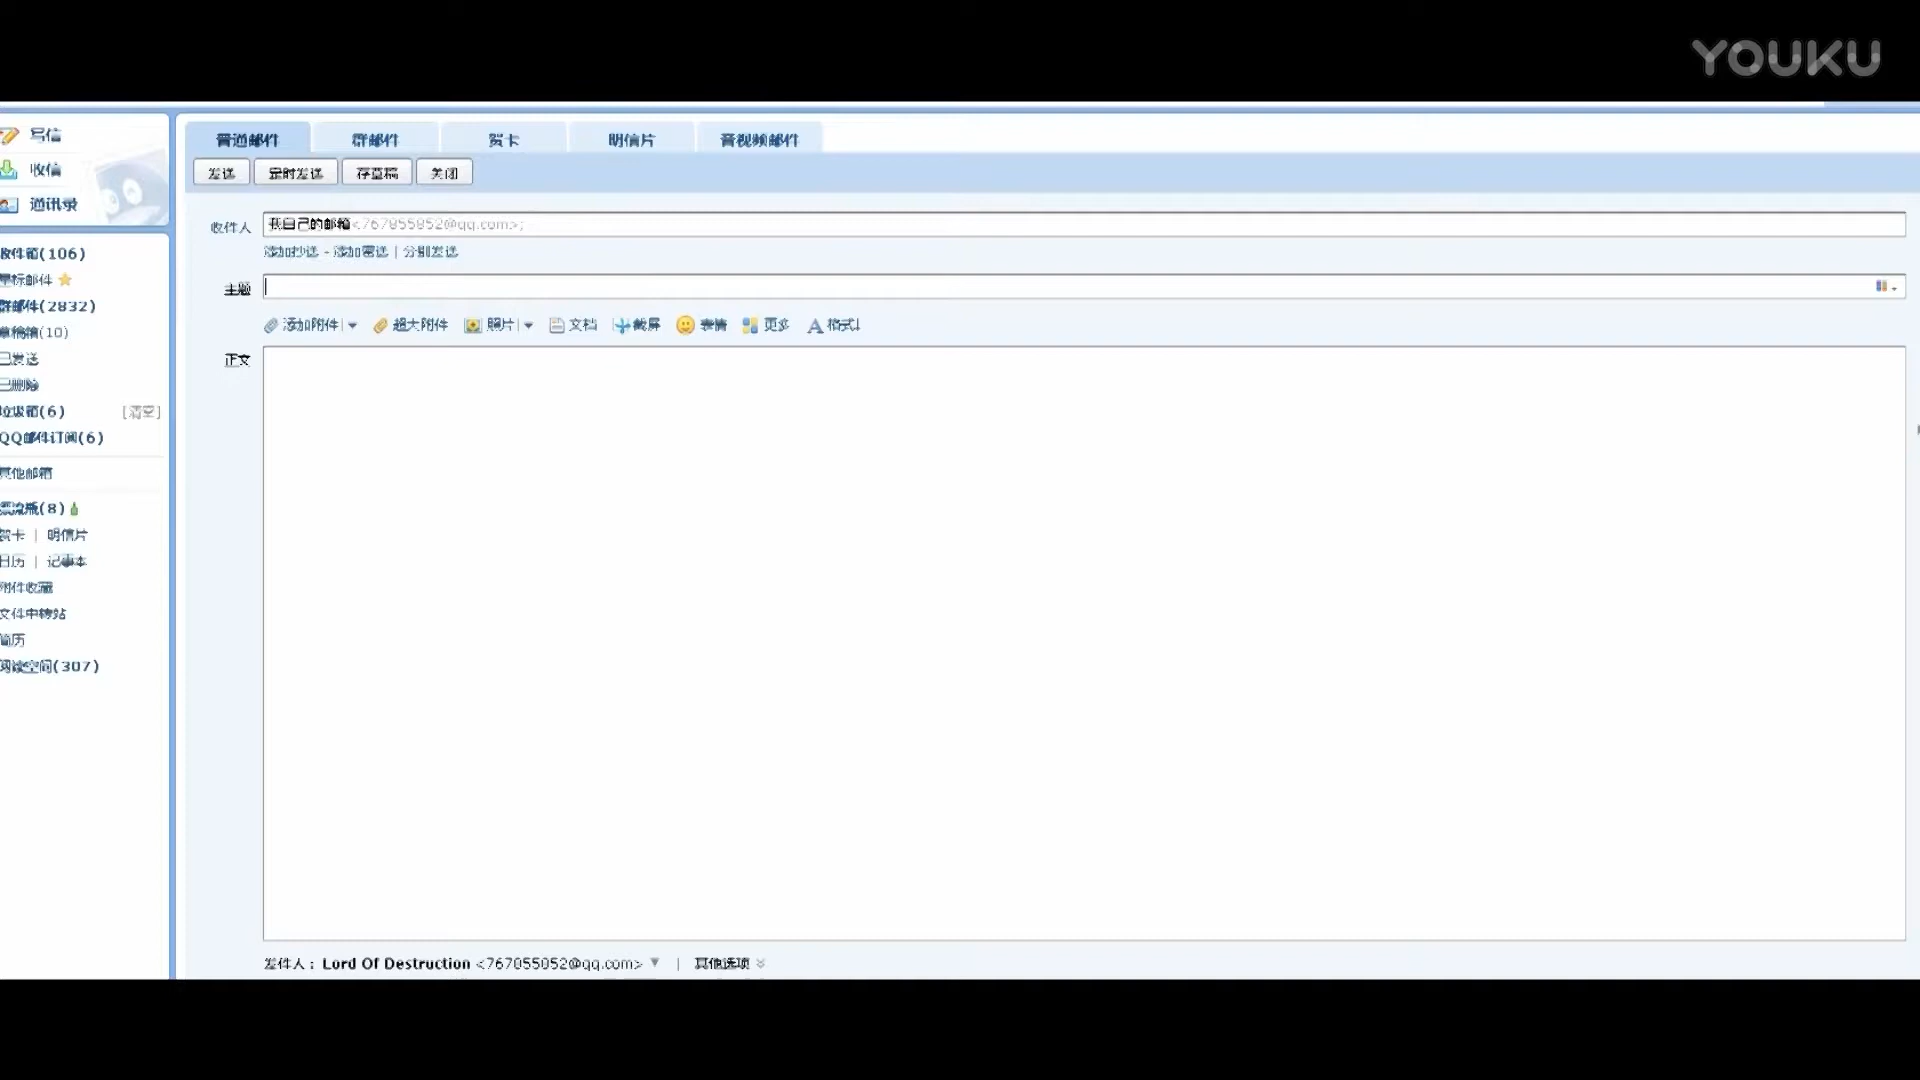 YOUKU
写信
收信
通讯录
收件箱(106)
星标邮件
群邮件(2832)
草稿箱(10)
已发送
已删除
垃圾箱(6) [清空]
QQ邮件订阅(6)
其他邮箱
漂流瓶(8)
贺卡 | 明信片
日历 | 记事本
附件收藏
文件中转站
简历
阅读空间(307)
普通邮件 群邮件 贺卡 明信片 音视频邮件
发送 定时发送 存草稿 关闭
收件人 我自己的邮箱<767055052@qq.com>;
添加抄送 - 添加密送 | 分别发送
主题
添加附件 超大附件 照片 文档 截屏 表情 更多 格式↓
正文
发件人：Lord Of Destruction <767055052@qq.com> | 其他选项